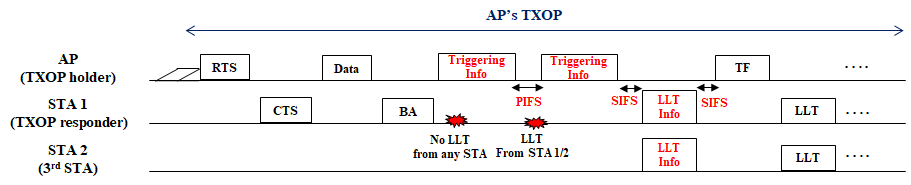 AP's TXOP
AP
(TXOP holder)
RTS
Data
Triggering
Info
Triggering
Info
TF
....
PIFS
SIFS
SIFS
STA 1
(TXOP responder)
CTS
BA
LLT
Info
LLT
....
No LLT
from any STA
LLT
From STA 1/2
STA 2
(3rd STA)
LLT
Info
LLT
....